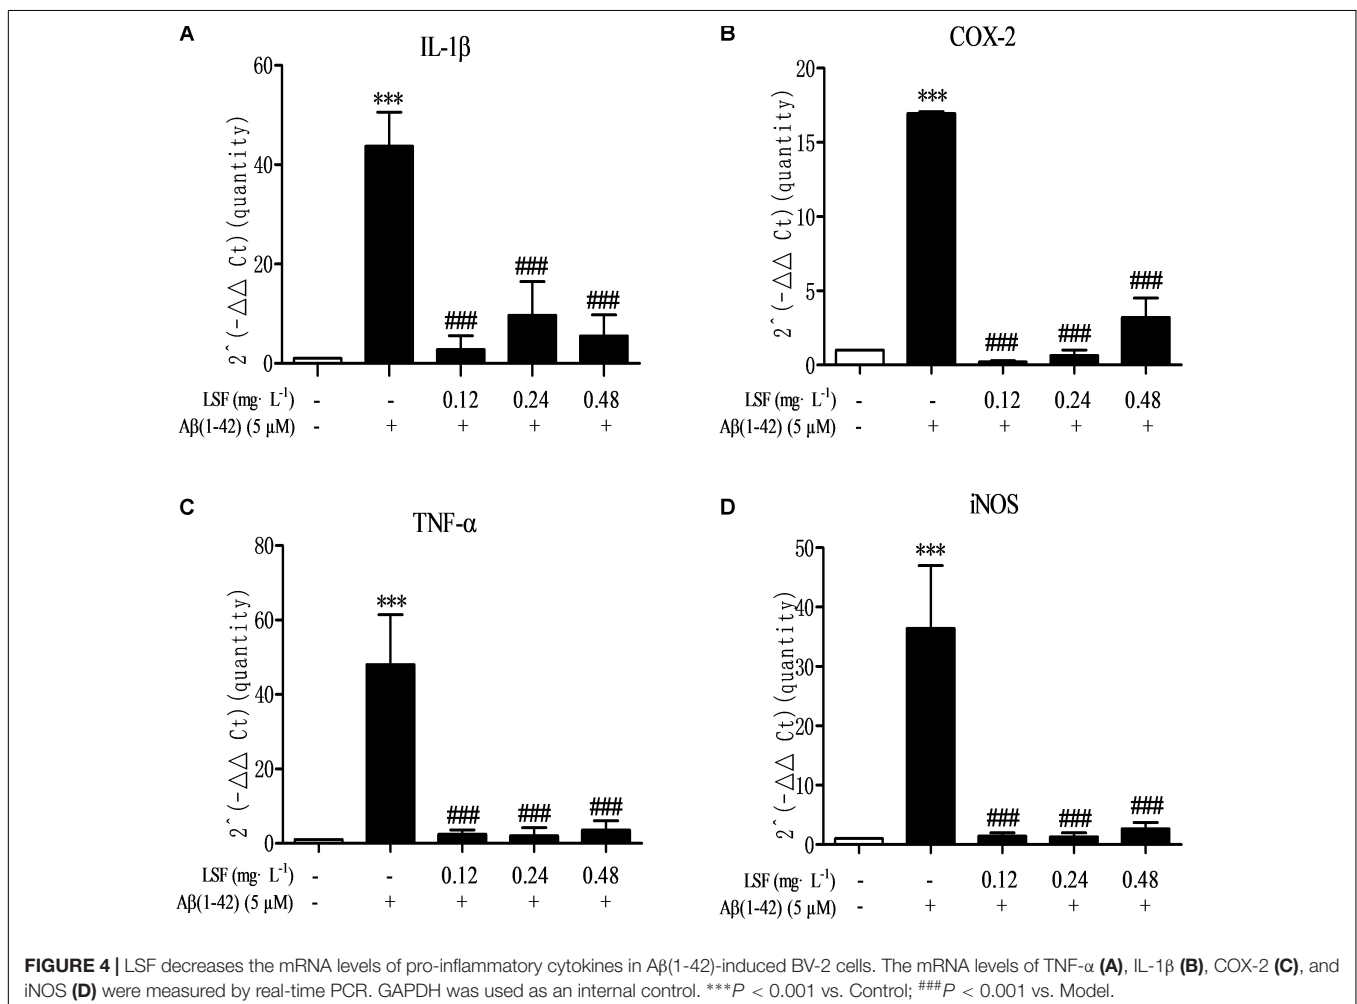 A
IL-1β
60
40
20
0
2^(-△△ Ct)(quantity)
***
###
###
###
LSF (mg· L-1) - - 0.12 0.24 0.48
Aβ(1-42) (5 μM) - + + + +
B
COX-2
20
15
10
5
0
2^(-△△ Ct)(quantity)
***
###
###
###
LSF (mg· L-1) - - 0.12 0.24 0.48
Aβ(1-42) (5 μM) - + + + +
C
TNF-α
80
60
40
20
0
2^(-△△ Ct)(quantity)
***
###
###
###
LSF (mg· L-1) - - 0.12 0.24 0.48
Aβ(1-42) (5 μM) - + + + +
D
iNOS
50
40
30
20
10
0
2^(-△△ Ct)(quantity)
***
###
###
###
LSF (mg· L-1) - - 0.12 0.24 0.48
Aβ(1-42) (5 μM) - + + + +
FIGURE 4 | LSF decreases the mRNA levels of pro-inflammatory cytokines in Aβ(1-42)-induced BV-2 cells. The mRNA levels of TNF-α (A), IL-1β (B), COX-2 (C), and
iNOS (D) were measured by real-time PCR. GAPDH was used as an internal control. ***P < 0.001 vs. Control; ###P < 0.001 vs. Model.